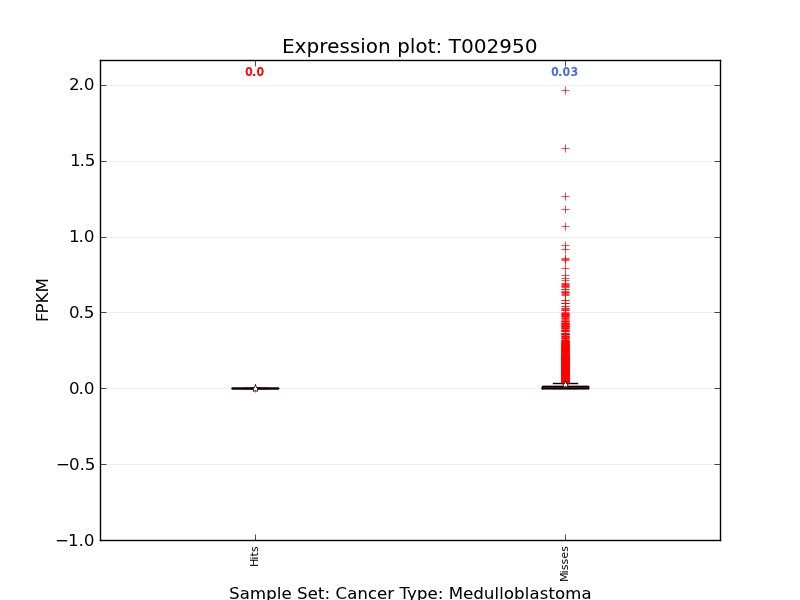 Expression plot: T002950
0.0
0.03
2.0
1.5
1.0
0.5
0.0
−0.5
−1.0
FPKM
Hits
Misses
Sample Set: Cancer Type: Medulloblastoma